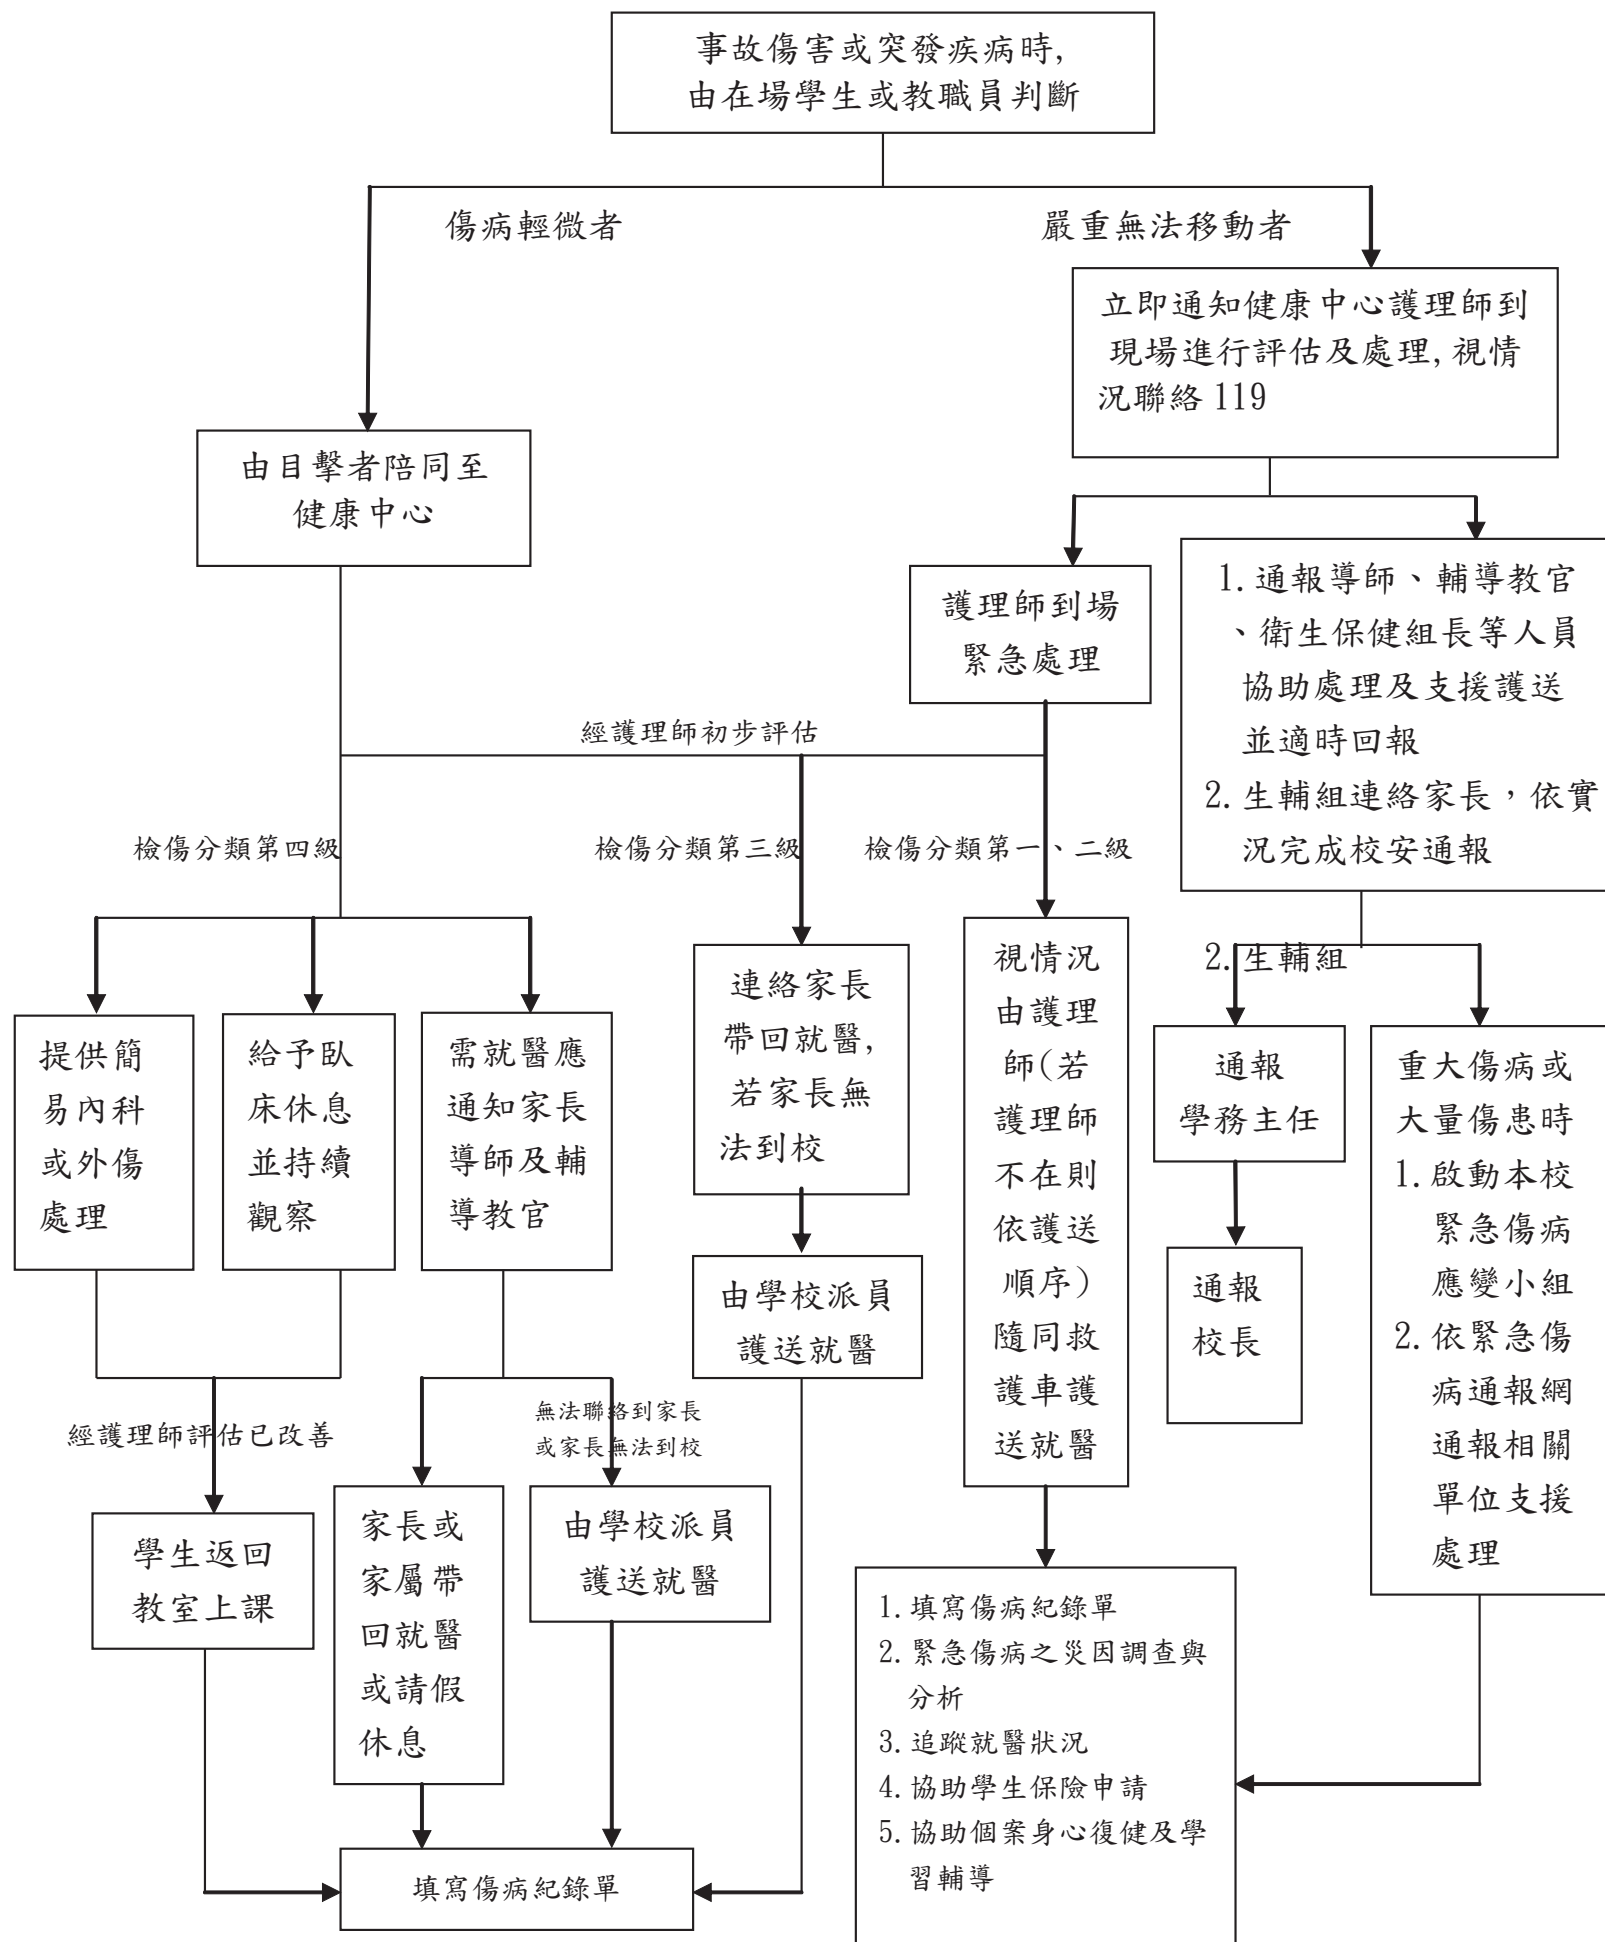 事故傷害或突發疾病時,
由在場學生或教職員判斷
傷病輕微者
嚴重無法移動者
立即通知健康中心護理師到
現場進行評估及處理,視情
況聯絡 119
由目擊者陪同至
健康中心
護理師到場
緊急處理
1. 通報導師、輔導教官
、衛生保健組長等人員
協助處理及支援護送
並適時回報
2. 生輔組連絡家長，依實
況完成校安通報
經護理師初步評估
檢傷分類第四級
檢傷分類第三級
檢傷分類第一、二級
2. 生輔組
提供簡
易內科
或外傷
處理
給予臥
床休息
並持續
觀察
需就醫應
通知家長
導師及輔
導教官
連絡家長
帶回就醫,
若家長無
法到校
由學校派員
護送就醫
視情況
由護理
師(若
護理師
不在則
依護送
順序)
隨同救
護車護
送就醫
通報
學務主任
通報
校長
重大傷病或
大量傷患時
1. 啟動本校
緊急傷病
應變小組
2. 依緊急傷
病通報網
通報相關
單位支援
處理
經護理師評估已改善
無法聯絡到家長
或家長無法到校
學生返回
教室上課
家長或
家屬帶
回就醫
或請假
休息
由學校派員
護送就醫
填寫傷病紀錄單
1. 填寫傷病紀錄單
2. 緊急傷病之災因調查與
分析
3. 追蹤就醫狀況
4. 協助學生保險申請
5. 協助個案身心復健及學
習輔導